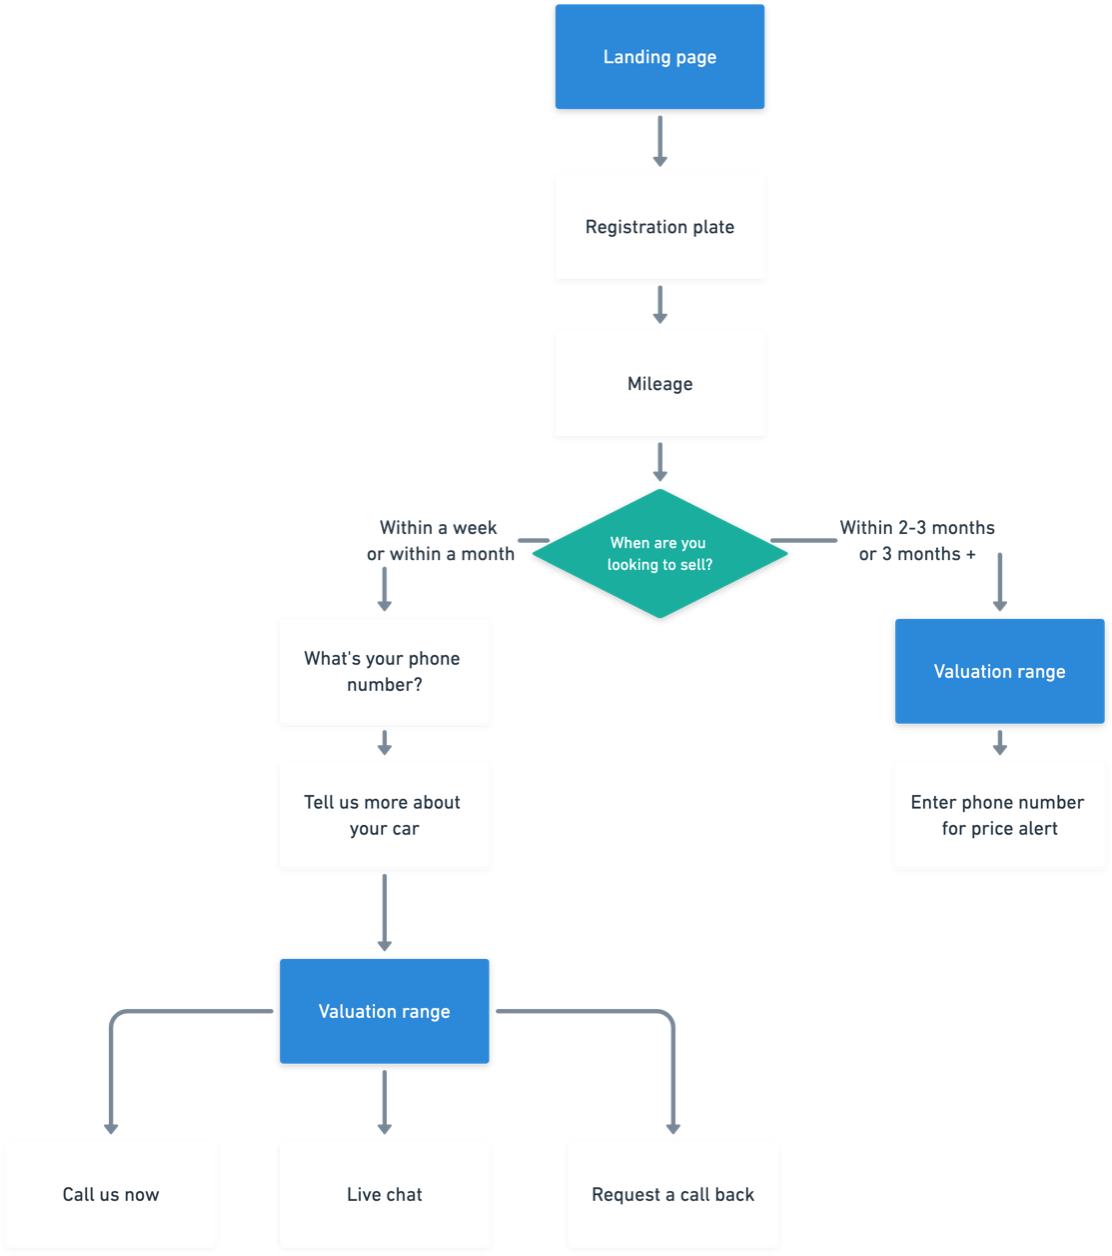 Landing page
Registration plate
Mileage
When are you
looking to sell?
Within a week
or within a month
Within 2-3 months
or 3 months +
What's your phone
number?
Valuation range
Tell us more about
your car
Enter phone number
for price alert
Valuation range
Call us now
Live chat
Request a call back